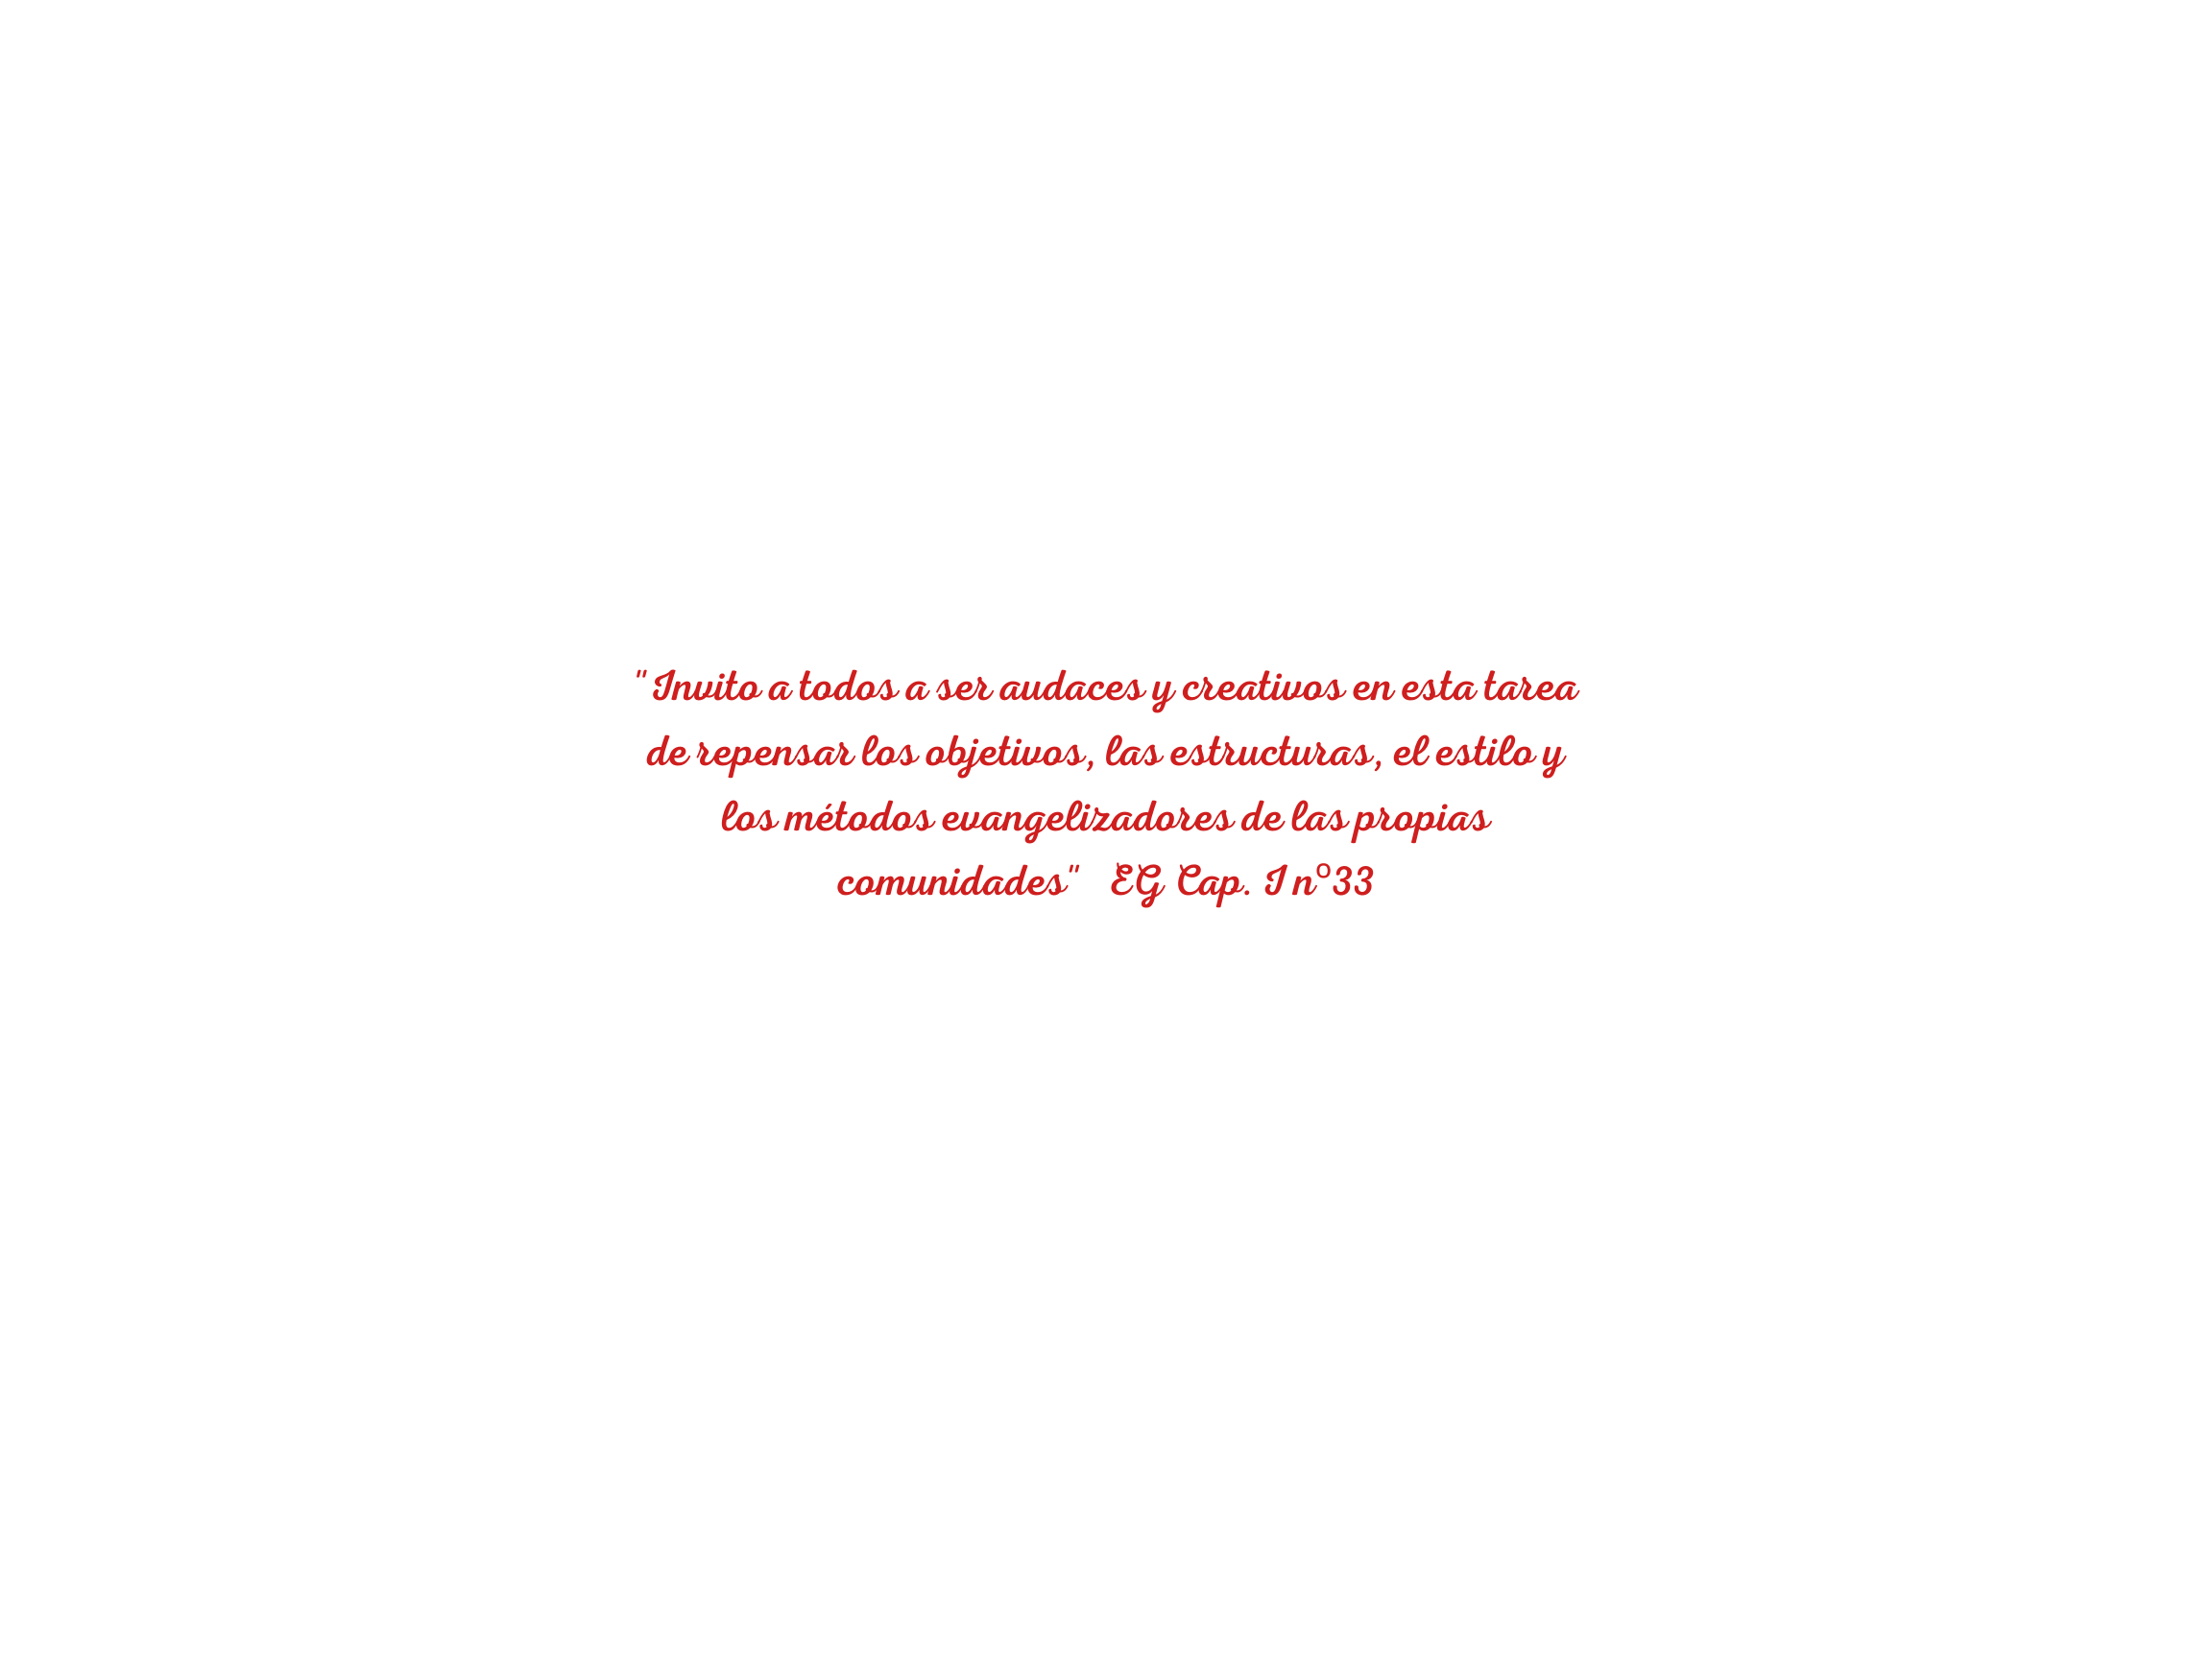 "Invito a todos a ser audaces y creativos en esta tarea
de repensar los objetivos, las estructuras, el estilo y
los métodos evangelizadores de las propias
comunidades" EG Cap. I nº33